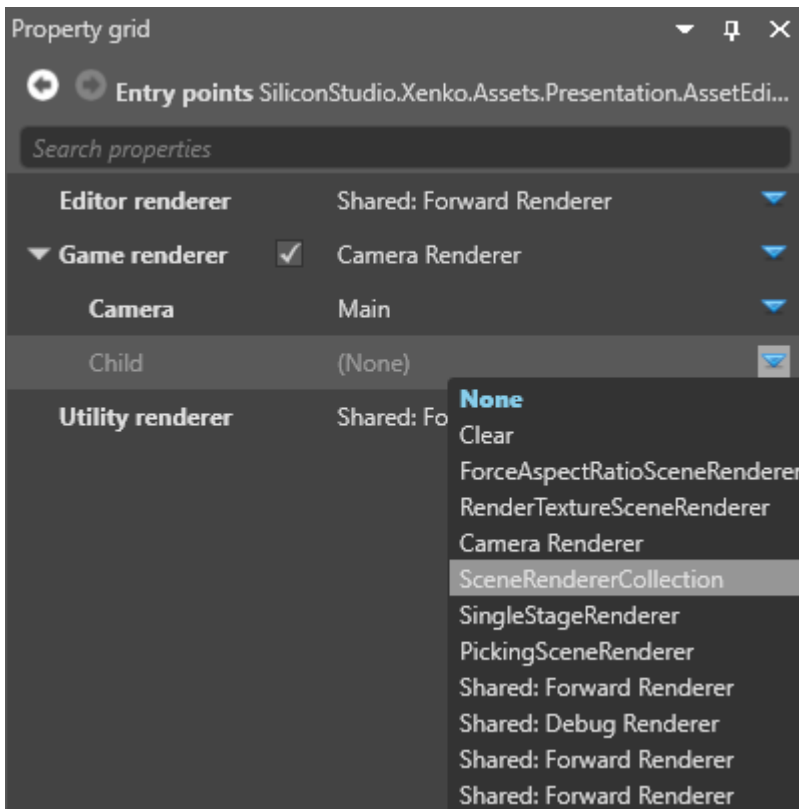 Property grid
Entry points SiliconStudio.Xenko.Assets.Presentation.AssetEdi...
Search properties
Editor renderer Shared: Forward Renderer
Game renderer Camera Renderer
Camera Main
Child (None)
Utility renderer Shared: Fo
None
Clear
ForceAspectRatioSceneRenderer
RenderTextureSceneRenderer
Camera Renderer
SceneRendererCollection
SingleStageRenderer
PickingSceneRenderer
Shared: Forward Renderer
Shared: Debug Renderer
Shared: Forward Renderer
Shared: Forward Renderer